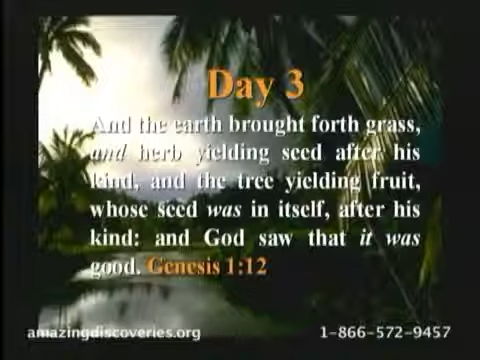 Day 3
And the earth brought forth grass,
and herb yielding seed after his
kind, and the tree yielding fruit,
whose seed was in itself, after his
kind: and God saw that it was
good. Genesis 1:12
amazingdiscoveries.org 1-866-572-9457